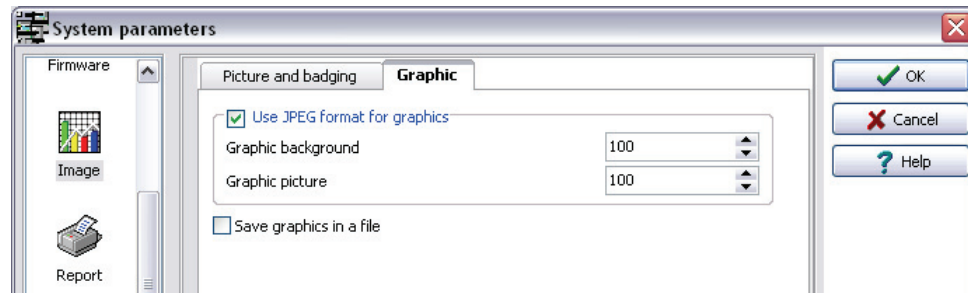 System parameters
Firmware
Image
Report
Picture and badging
Graphic
Use JPEG format for graphics
Graphic background 100
Graphic picture 100
Save graphics in a file
OK
Cancel
Help